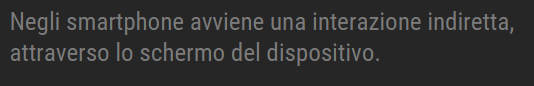 Negli smartphone avviene una interazione indiretta,
attraverso lo schermo del dispositivo.